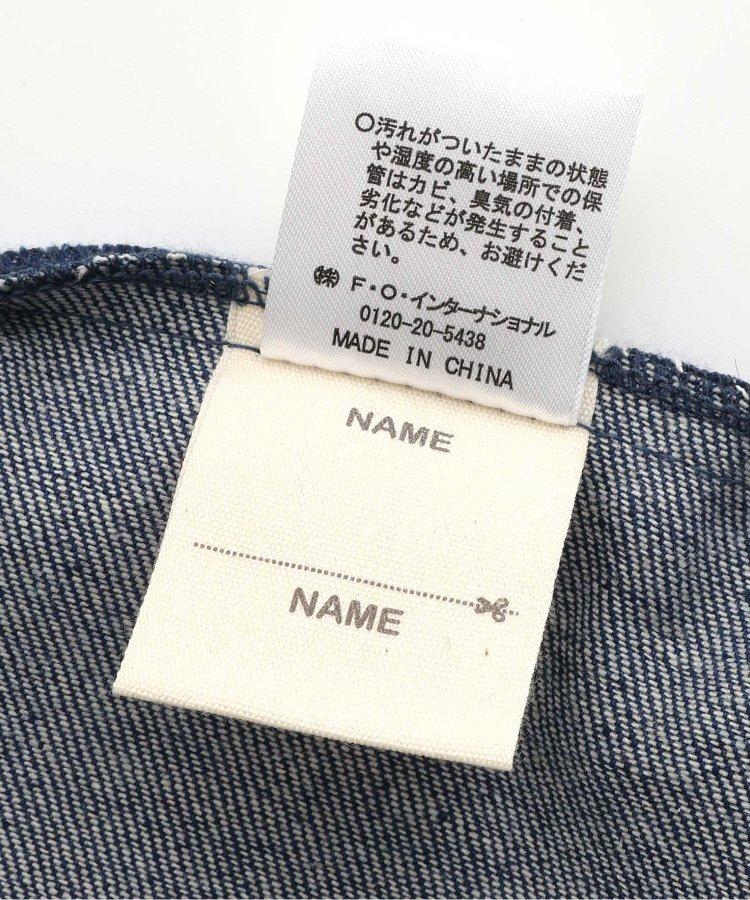 ○汚れがついたままの状態
や湿度の高い場所での保
管はカビ、臭気の付着、
劣化などが発生すること
があるため、お避けくだ
さい。
㈱ F・O・インターナショナル
0120-20-5438
MADE IN CHINA
NAME
NAME